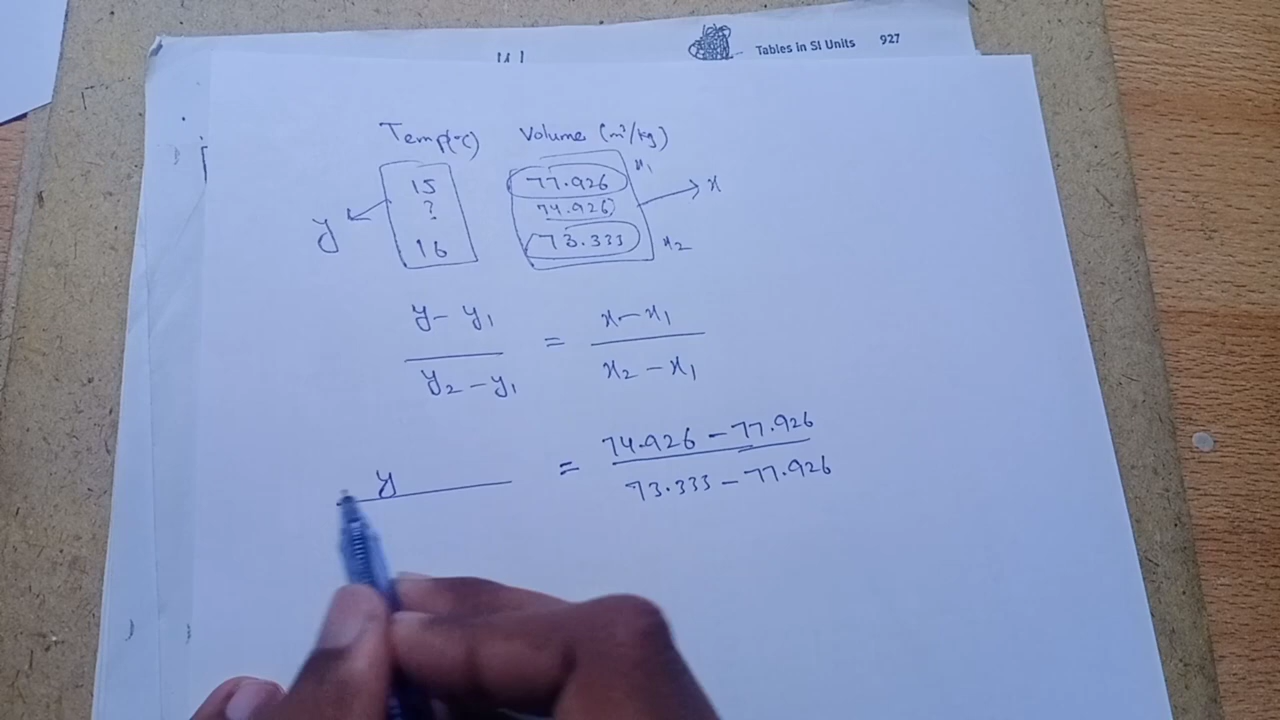 Tables in SI Units 927
Temp(°C) Volume (m³/kg)
x₁
15 77.926
y ? 74.926 x
16 73.333 x₂
y - y₁ / y₂ - y₁ = x - x₁ / x₂ - x₁
y = 74.926 - 77.926 / 73.333 - 77.926